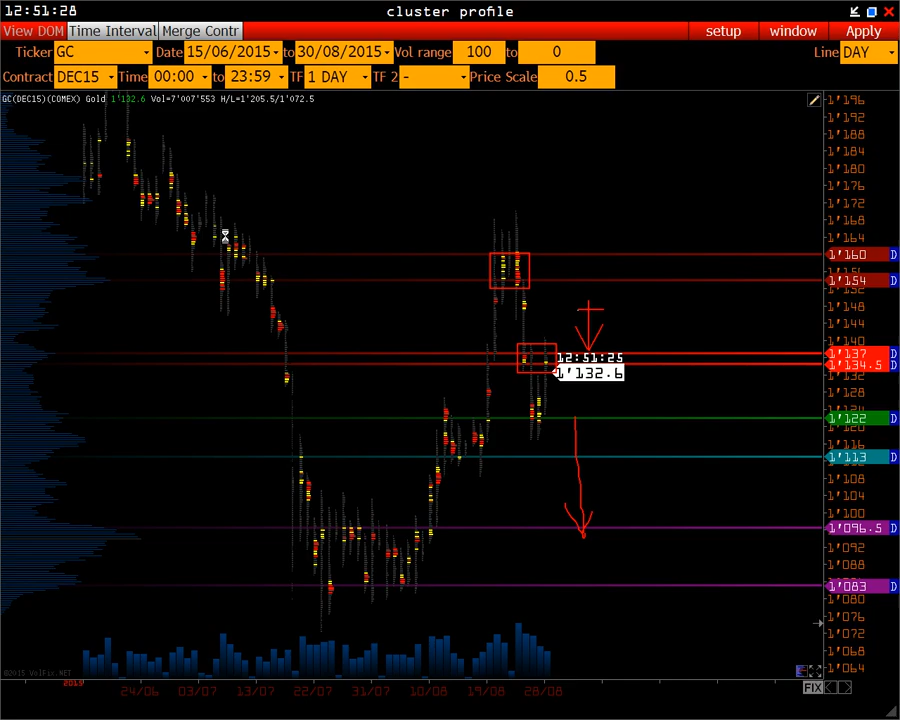 12:51:28 cluster profile
View DOM Time Interval Merge Contr setup window Apply
Ticker GC Date 15/06/2015 to 30/08/2015 Vol range 100 to 0 Line DAY
Contract DEC15 Time 00:00 to 23:59 TF 1 DAY TF 2 - Price Scale 0.5
GC(DEC15)(COMEX) Gold 1'132.6 Vol=7'007'553 H/L=1'205.5/1'072.5
1'196
1'192
1'188
1'184
1'180
1'176
1'172
1'168
1'164
1'160 D
1'154 D
1'148
1'144
1'140
1'137 D
12:51:25
1'134.5 D
1'132.6
1'132
1'128
1'122 D
1'120
1'116
1'113 D
1'108
1'104
1'100
1'096.5 D
1'092
1'088
1'083 D
1'080
1'076
1'072
1'068
©2015 VolFix.NET
1'064
2015
FIX
24/06 03/07 13/07 22/07 31/07 10/08 19/08 28/08